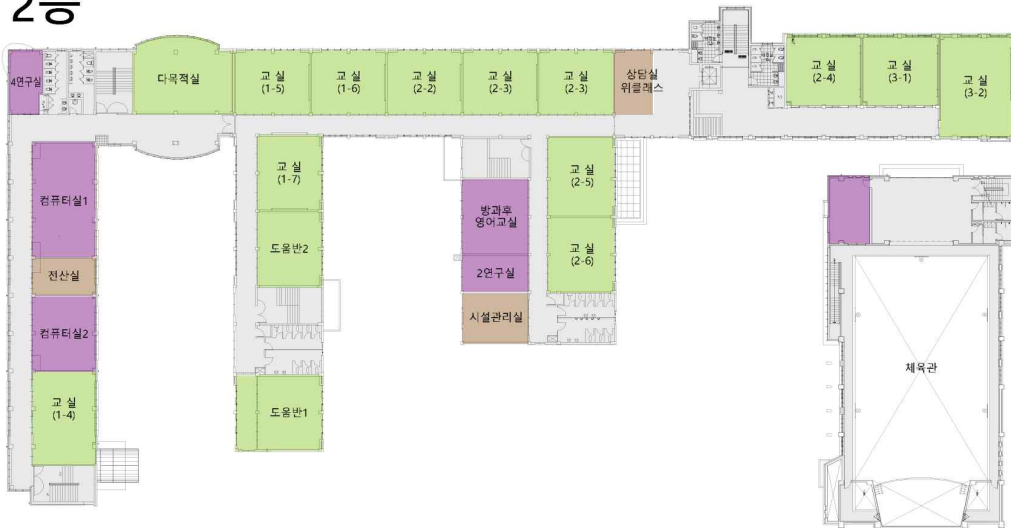 2층
4연구실
다목적실
교 실
(1-5)
교 실
(1-6)
교 실
(2-2)
교 실
(2-3)
교 실
(2-3)
상담실
위클래스
교 실
(2-4)
교 실
(3-1)
교 실
(3-2)
컴퓨터실1
전산실
컴퓨터실2
교 실
(1-4)
교 실
(1-7)
도움반2
도움반1
방과후
영어교실
2연구실
시설관리실
교 실
(2-5)
교 실
(2-6)
체육관